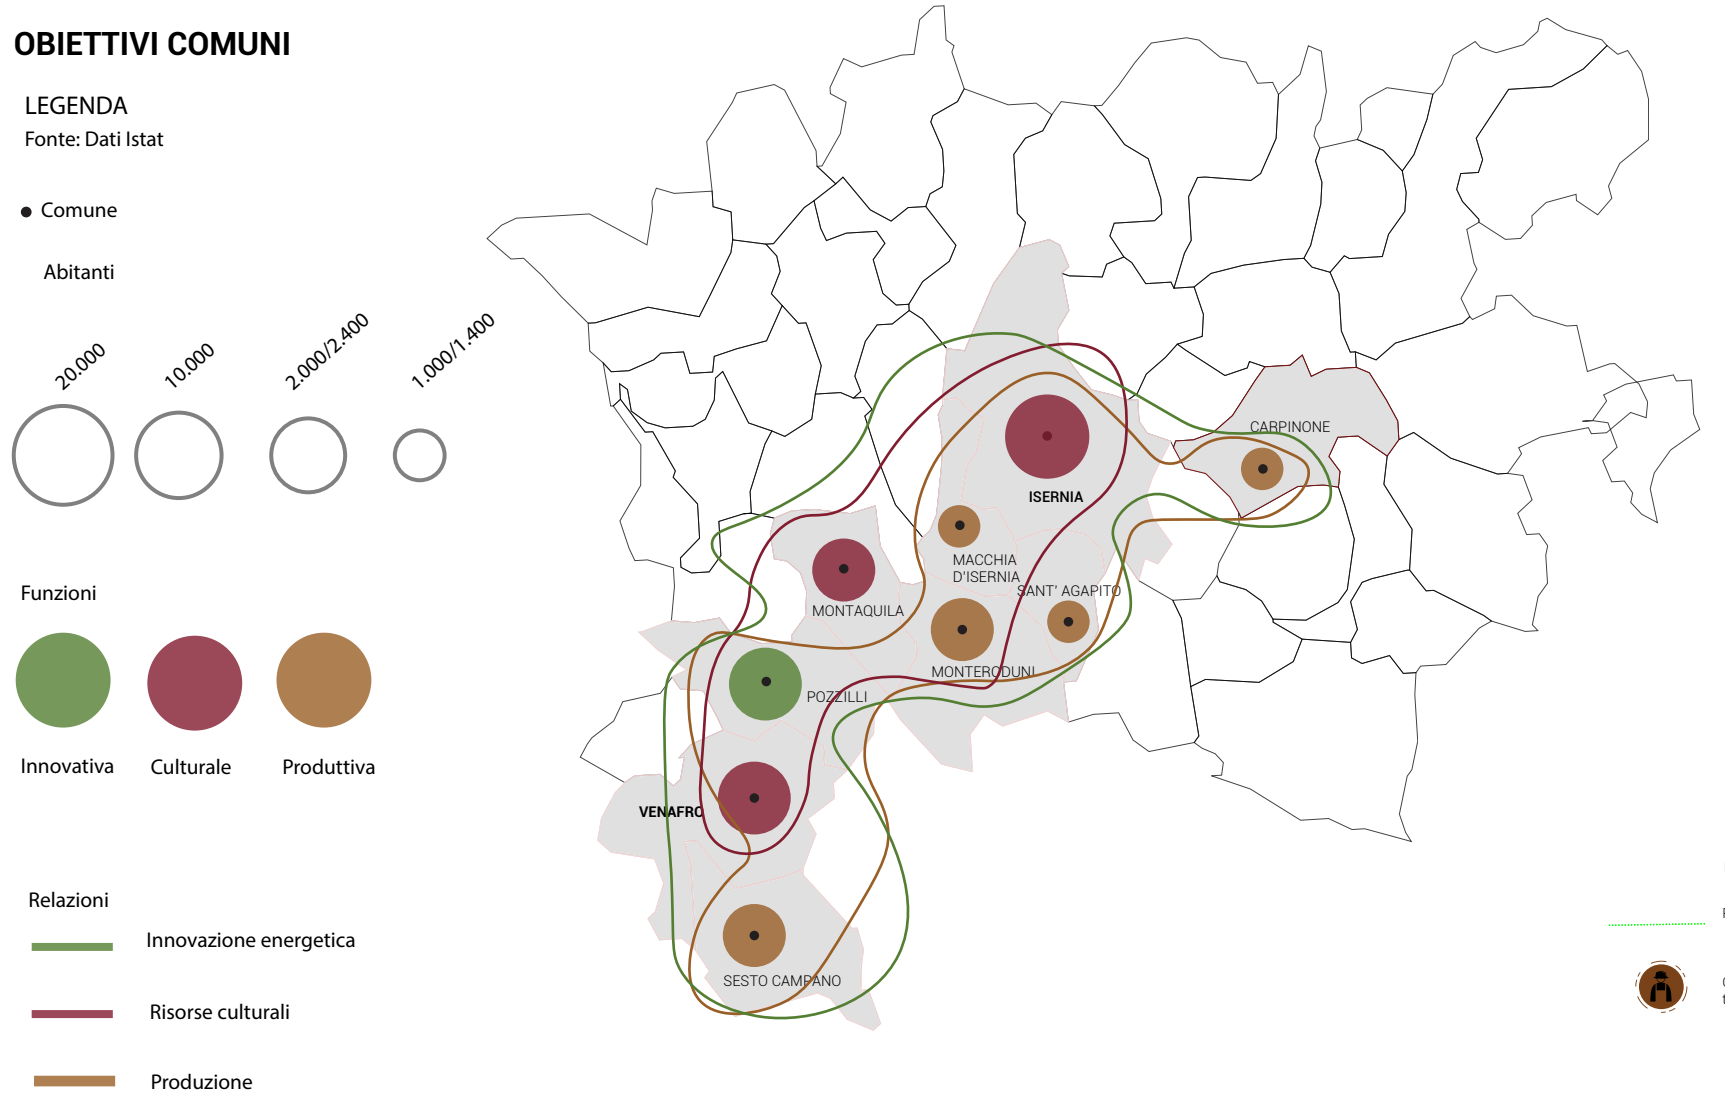 OBIETTIVI COMUNI
LEGENDA
Fonte: Dati Istat
Comune
Abitanti
20.000
10.000
2.000/2.400
1.000/1.400
Funzioni
Innovativa
Culturale
Produttiva
Relazioni
Innovazione energetica
Risorse culturali
Produzione
CARPINONE
ISERNIA
MACCHIA
D'ISERNIA
SANT' AGAPITO
MONTAQUILA
MONTERODUNI
POZZILLI
VENAFRO
SESTO CAMPANO